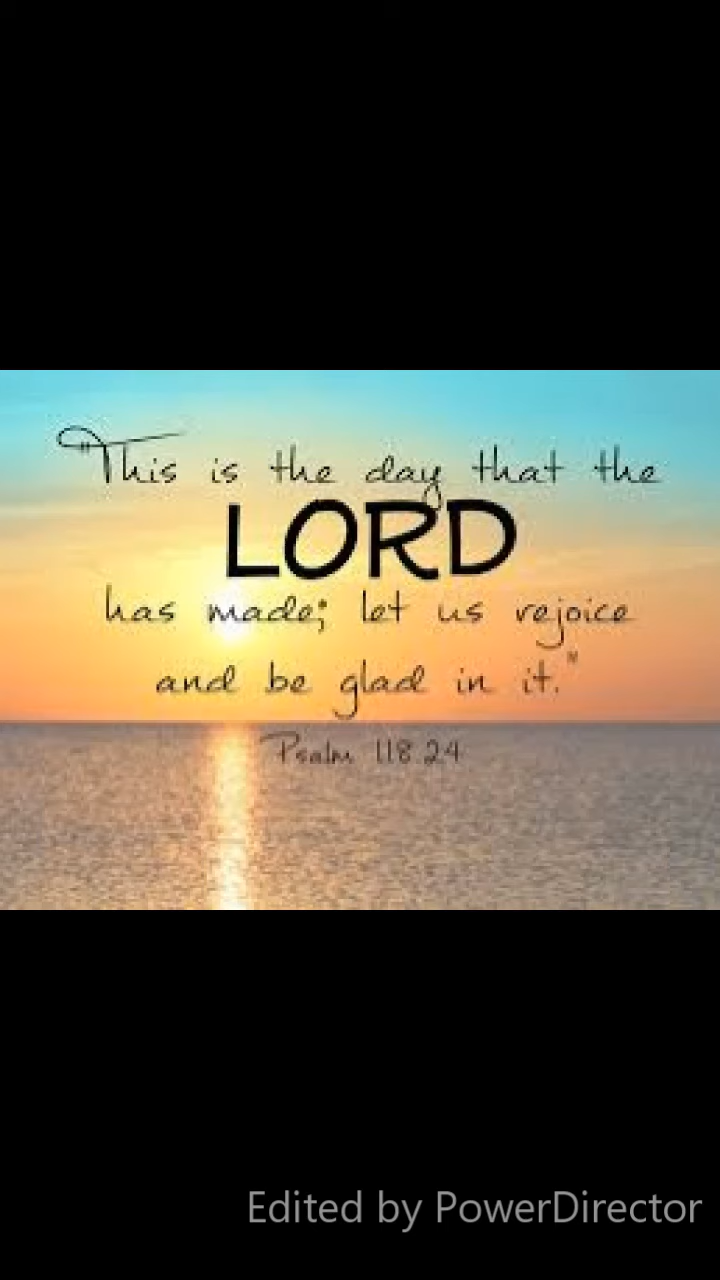 "This is the day that the
LORD
has made; let us rejoice
and be glad in it."
Psalm 118:24
Edited by PowerDirector